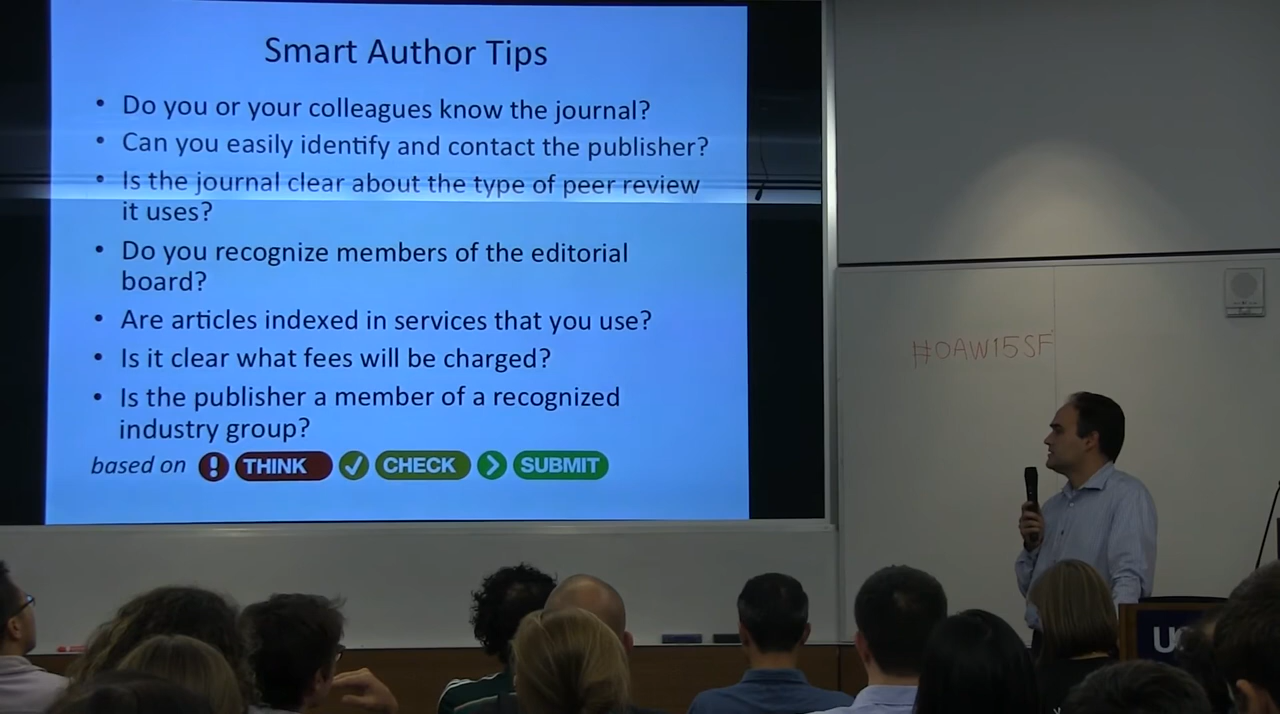 Smart Author Tips
• Do you or your colleagues know the journal?
• Can you easily identify and contact the publisher?
• Is the journal clear about the type of peer review
it uses?
• Do you recognize members of the editorial
board?
• Are articles indexed in services that you use?
• Is it clear what fees will be charged?
• Is the publisher a member of a recognized
industry group?
based on ! THINK ✓ CHECK > SUBMIT
#OAW15SF